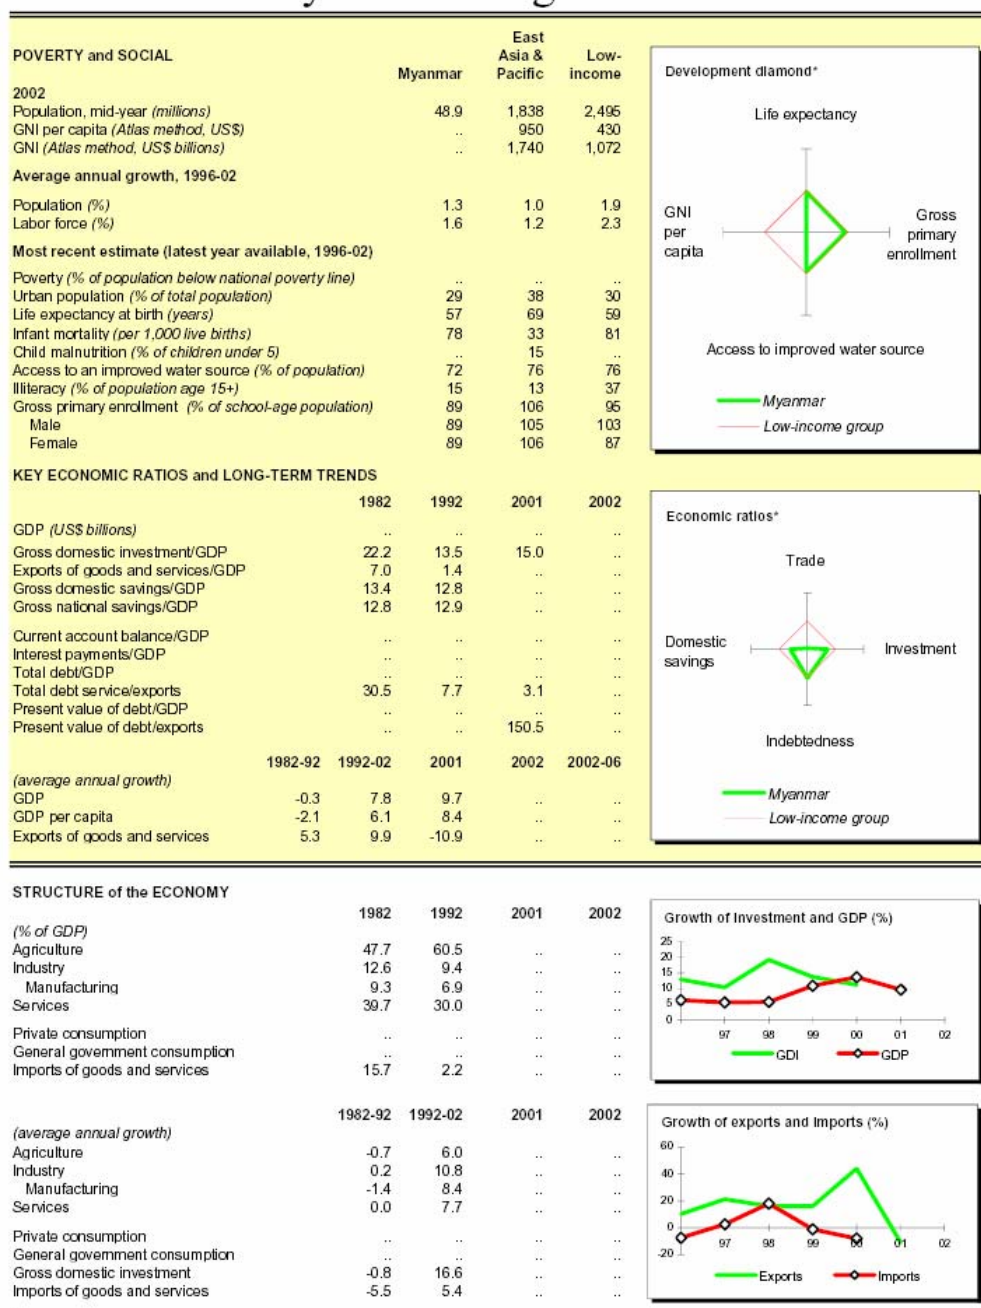 POVERTY and SOCIAL
Myanmar
East Asia & Pacific
Low-income
2002
Population, mid-year (millions) 48.9 1,838 2,495
GNI per capita (Atlas method, US$) .. 950 430
GNI (Atlas method, US$ billions) .. 1,740 1,072
Average annual growth, 1996-02
Population (%) 1.3 1.0 1.9
Labor force (%) 1.6 1.2 2.3
Most recent estimate (latest year available, 1996-02)
Poverty (% of population below national poverty line) .. .. ..
Urban population (% of total population) 29 38 30
Life expectancy at birth (years) 57 69 59
Infant mortality (per 1,000 live births) 78 33 81
Child malnutrition (% of children under 5) .. 15 ..
Access to an improved water source (% of population) 72 76 76
Illiteracy (% of population age 15+) 15 13 37
Gross primary enrollment (% of school-age population) 89 106 95
Male 89 105 103
Female 89 106 87
Development diamond*
Life expectancy
GNI per capita
Gross primary enrollment
Access to improved water source
Myanmar
Low-income group
KEY ECONOMIC RATIOS and LONG-TERM TRENDS
1982 1992 2001 2002
GDP (US$ billions) .. .. .. ..
Gross domestic investment/GDP 22.2 13.5 15.0 ..
Exports of goods and services/GDP 7.0 1.4 .. ..
Gross domestic savings/GDP 13.4 12.8 .. ..
Gross national savings/GDP 12.8 12.9 .. ..
Current account balance/GDP .. .. .. ..
Interest payments/GDP .. .. .. ..
Total debt/GDP .. .. .. ..
Total debt service/exports 30.5 7.7 3.1 ..
Present value of debt/GDP .. .. .. ..
Present value of debt/exports .. .. 150.5 ..
1982-92 1992-02 2001 2002 2002-06
(average annual growth)
GDP -0.3 7.8 9.7 .. ..
GDP per capita -2.1 6.1 8.4 .. ..
Exports of goods and services 5.3 9.9 -10.9 .. ..
Economic ratios*
Trade
Domestic savings
Investment
Indebtedness
Myanmar
Low-income group
STRUCTURE of the ECONOMY
1982 1992 2001 2002
(% of GDP)
Agriculture 47.7 60.5 .. ..
Industry 12.6 9.4 .. ..
Manufacturing 9.3 6.9 .. ..
Services 39.7 30.0 .. ..
Private consumption .. .. .. ..
General government consumption .. .. .. ..
Imports of goods and services 15.7 2.2 .. ..
Growth of Investment and GDP (%)
25
20
15
10
5
0
97 98 99 00 01 02
GDI GDP
1982-92 1992-02 2001 2002
(average annual growth)
Agriculture -0.7 6.0 .. ..
Industry 0.2 10.8 .. ..
Manufacturing -1.4 8.4 .. ..
Services 0.0 7.7 .. ..
Private consumption .. .. .. ..
General government consumption .. .. .. ..
Gross domestic investment -0.8 16.6 .. ..
Imports of goods and services -5.5 5.4 .. ..
Growth of exports and Imports (%)
60
40
20
0
-20
97 98 99 00 01 02
Exports Imports